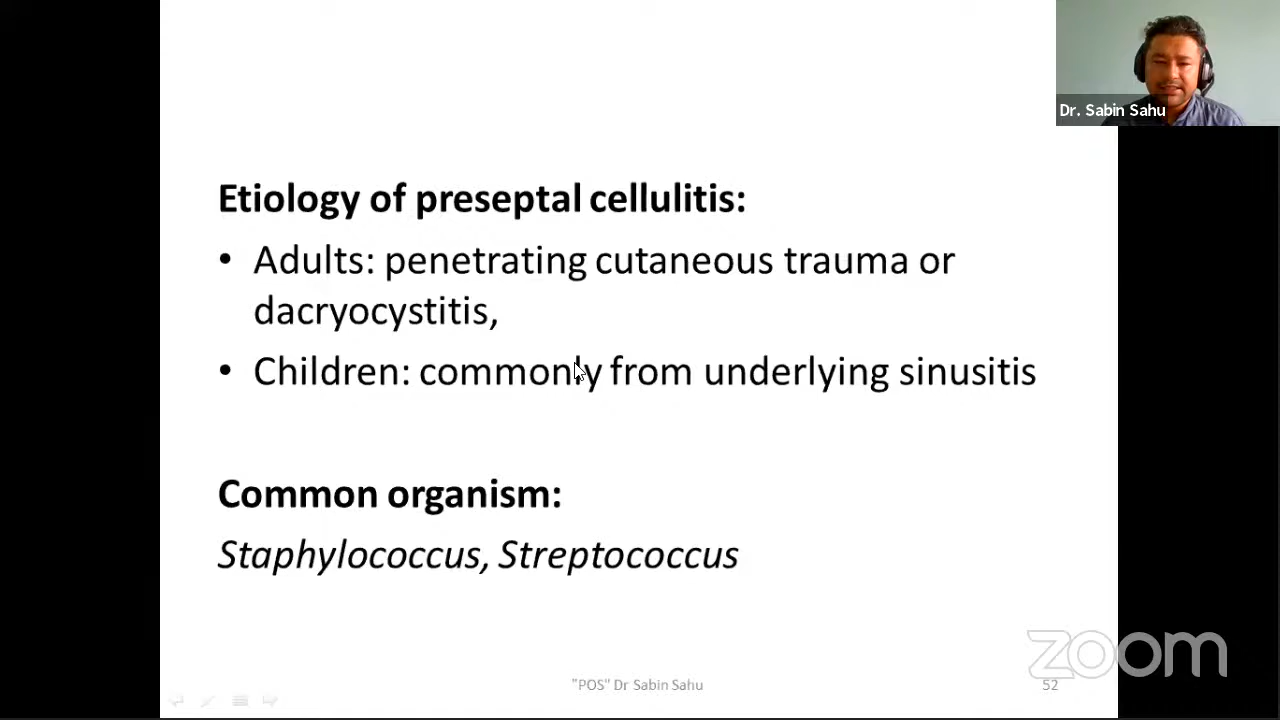 Dr. Sabin Sahu
Etiology of preseptal cellulitis:
• Adults: penetrating cutaneous trauma or
dacryocystitis,
• Children: commonly from underlying sinusitis
Common organism:
Staphylococcus, Streptococcus
zoom
"POS" Dr Sabin Sahu
52